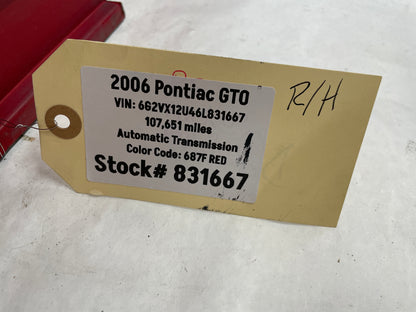 2006 Pontiac GTO
VIN: 6G2VX12U46L831667
107,651 miles
Automatic Transmission
Color Code: 687F RED
Stock# 831667
R/H